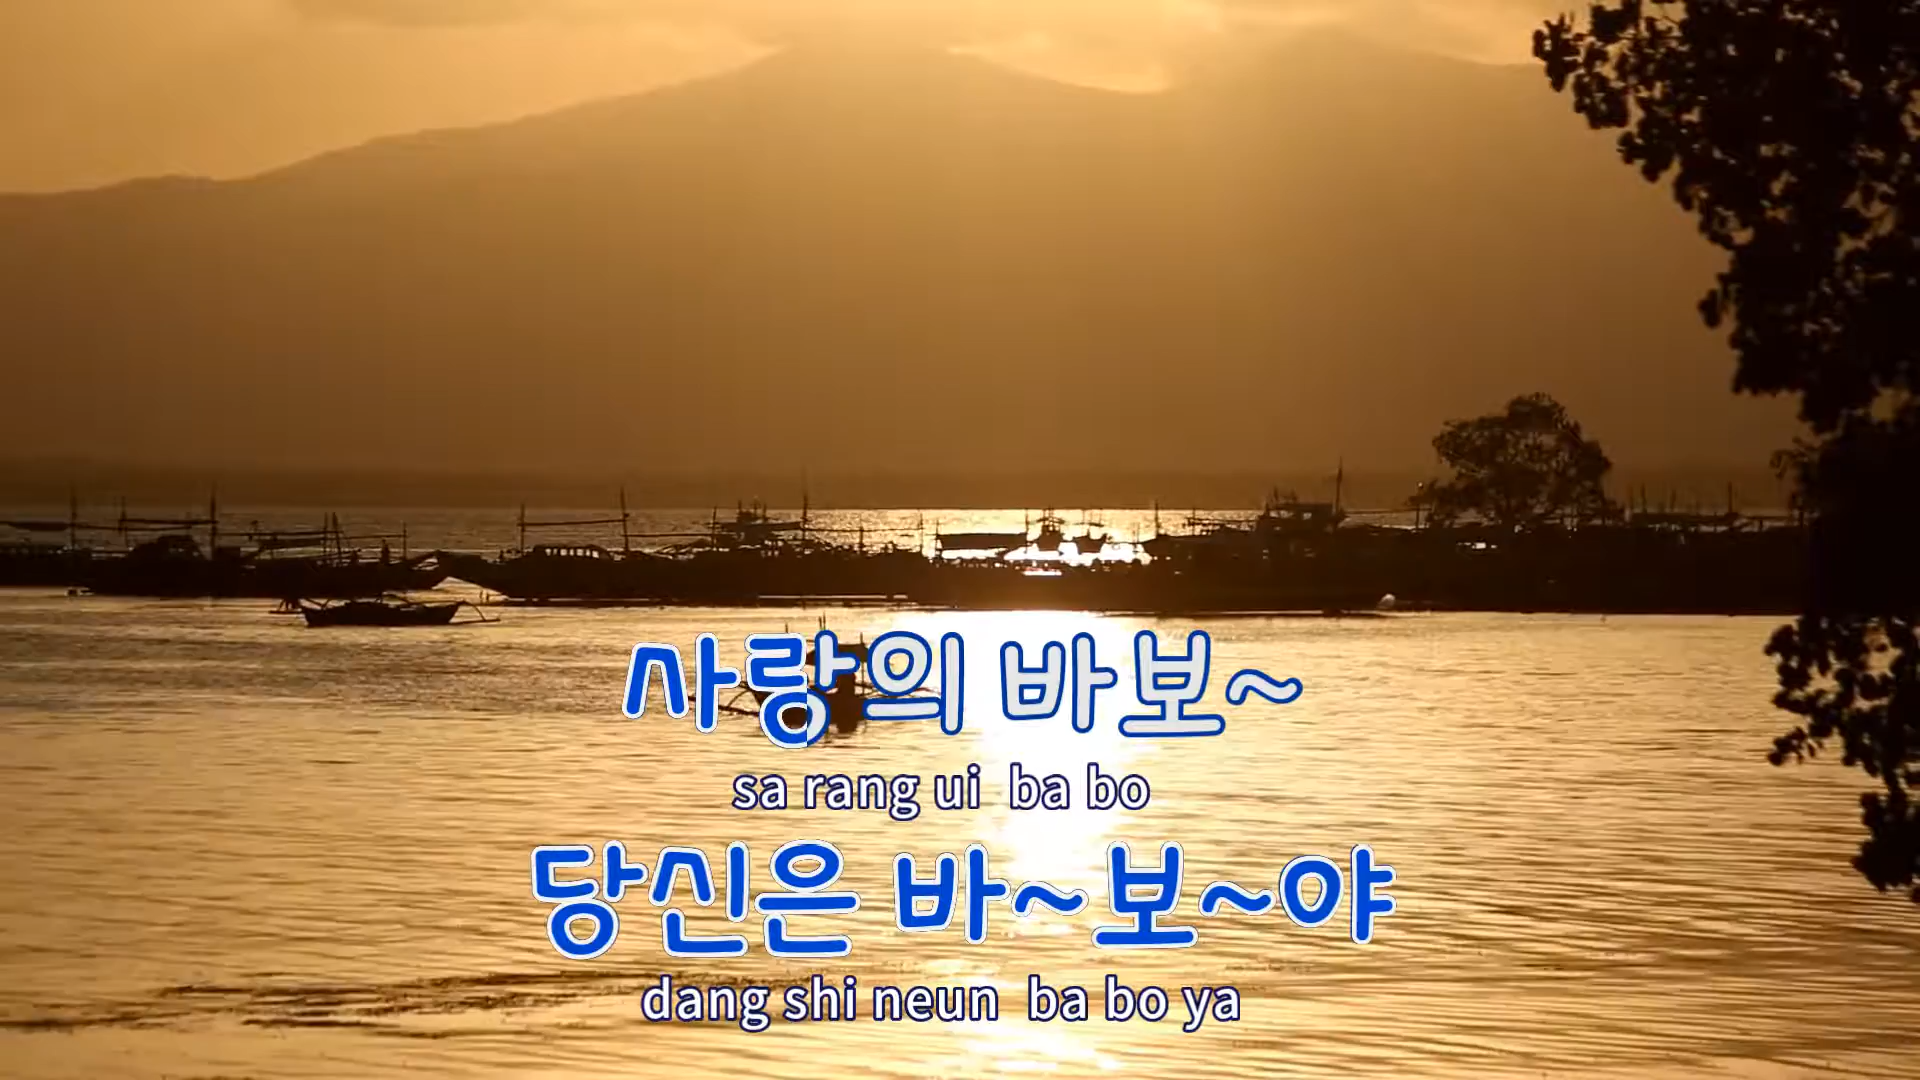 사랑의 바보~
sa rang ui ba bo
당신은 바~보~야
dang shi neun ba bo ya